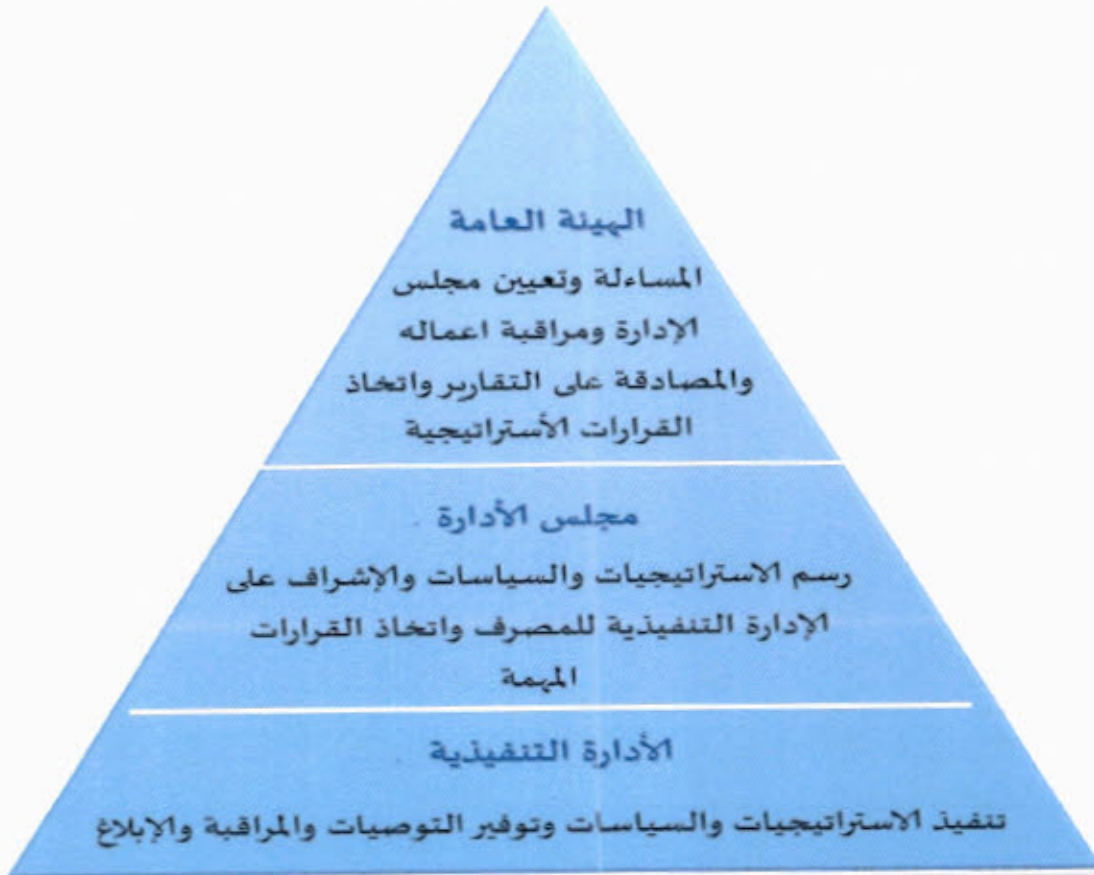 الهيئة العامة
المساءلة وتعيين مجلس
الإدارة ومراقبة اعماله
والمصادقة على التقارير واتخاذ
القرارات الأستراتيجية
مجلس الأدارة
رسم الاستراتيجيات والسياسات والإشراف على
الإدارة التنفيذية للمصرف واتخاذ القرارات
المهمة
الأدارة التنفيذية
تنفيذ الاستراتيجيات والسياسات وتوفير التوصيات والمراقبة والإبلاغ